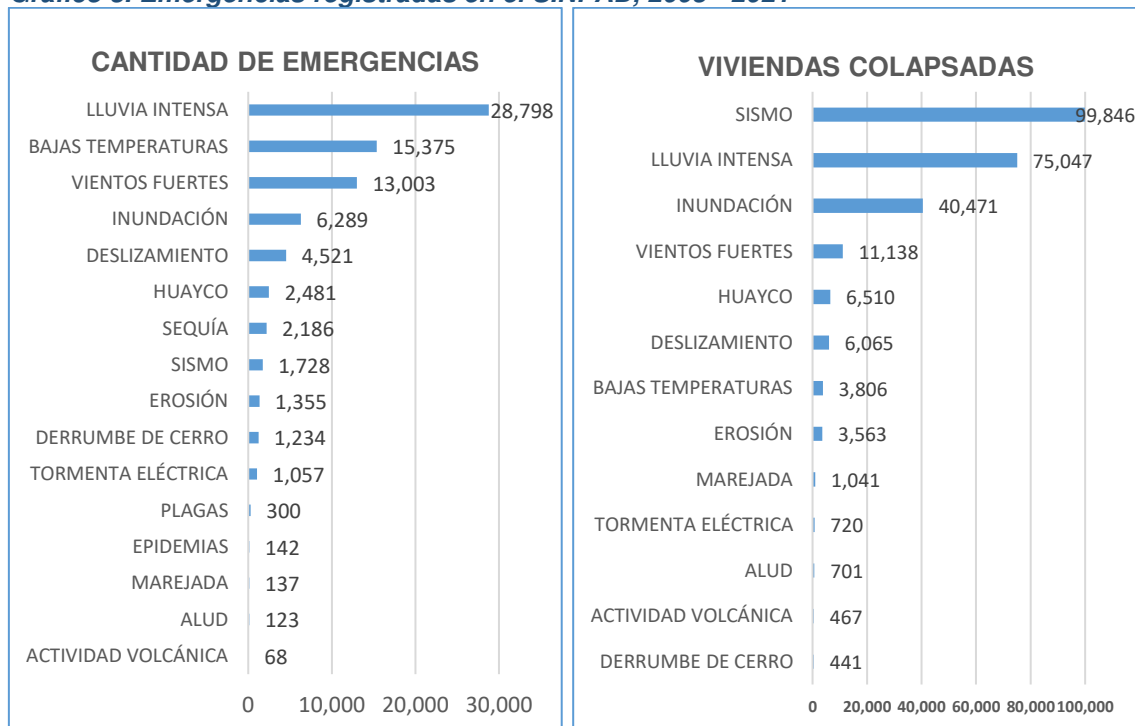 CANTIDAD DE EMERGENCIAS
LLUVIA INTENSA 28,798
BAJAS TEMPERATURAS 15,375
VIENTOS FUERTES 13,003
INUNDACIÓN 6,289
DESLIZAMIENTO 4,521
HUAYCO 2,481
SEQUÍA 2,186
SISMO 1,728
EROSIÓN 1,355
DERRUMBE DE CERRO 1,234
TORMENTA ELÉCTRICA 1,057
PLAGAS 300
EPIDEMIAS 142
MAREJADA 137
ALUD 123
ACTIVIDAD VOLCÁNICA 68
0 10,000 20,000 30,000
VIVIENDAS COLAPSADAS
SISMO 99,846
LLUVIA INTENSA 75,047
INUNDACIÓN 40,471
VIENTOS FUERTES 11,138
HUAYCO 6,510
DESLIZAMIENTO 6,065
BAJAS TEMPERATURAS 3,806
EROSIÓN 3,563
MAREJADA 1,041
TORMENTA ELÉCTRICA 720
ALUD 701
ACTIVIDAD VOLCÁNICA 467
DERRUMBE DE CERRO 441
0 20,000 40,000 60,000 80,000 100,000